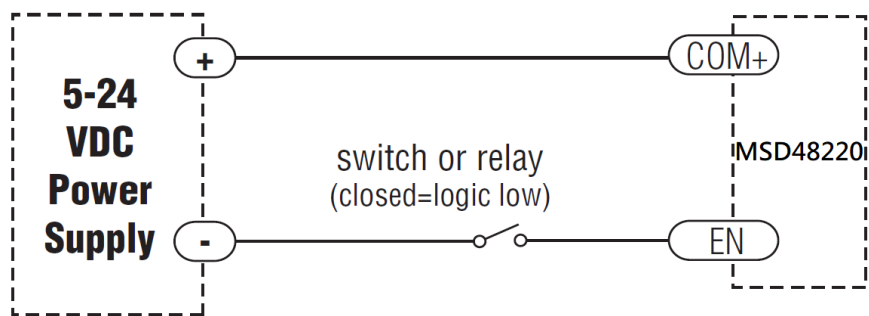 5-24
VDC
Power
Supply
+
-
switch or relay
(closed=logic low)
COM+
MSD48220
EN